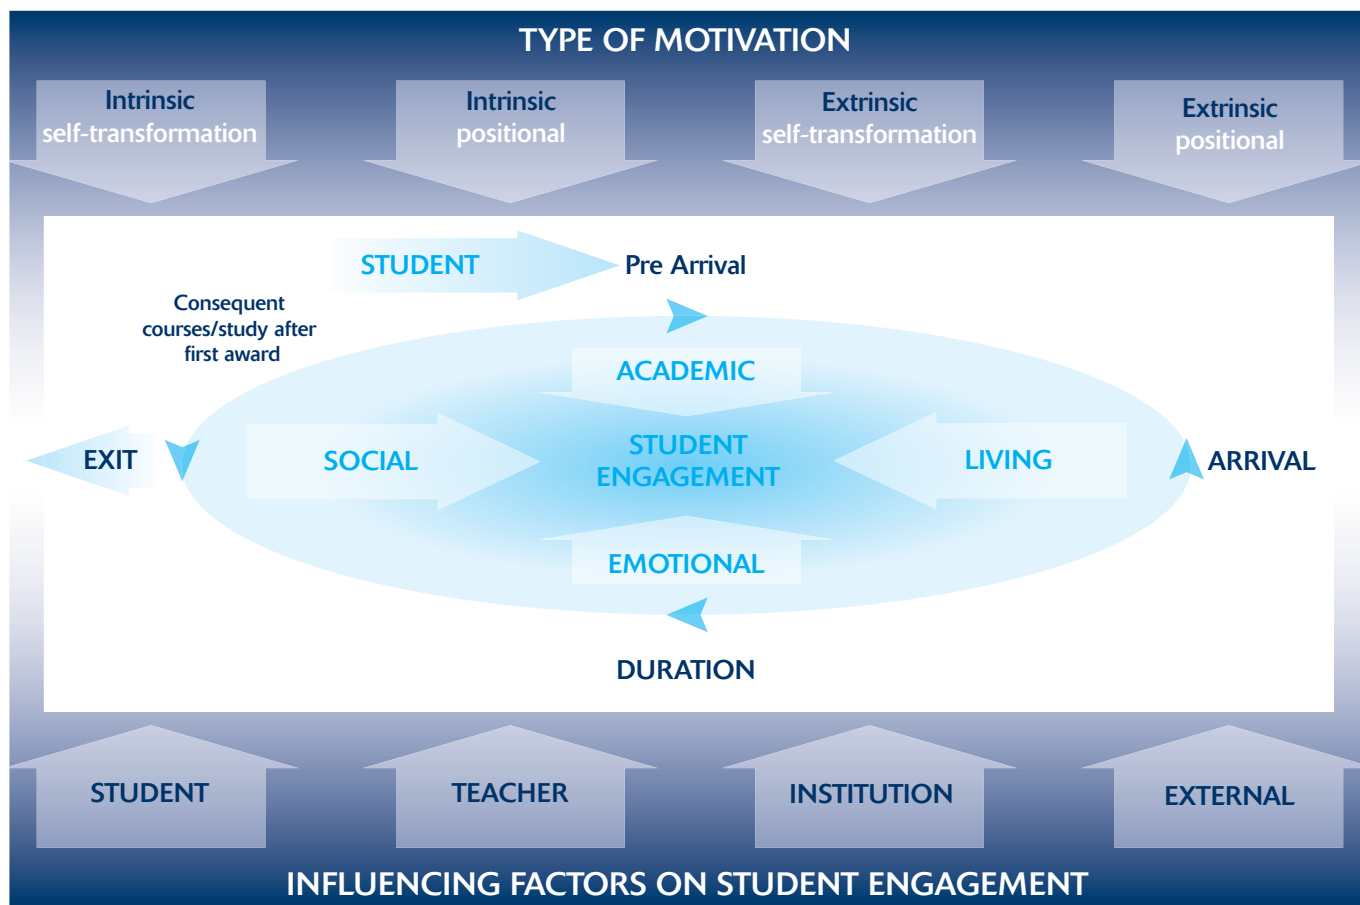 TYPE OF MOTIVATION
Intrinsic
self-transformation
Intrinsic
positional
Extrinsic
self-transformation
Extrinsic
positional
STUDENT
Pre Arrival
Consequent
courses/study after
first award
ACADEMIC
EXIT
SOCIAL
STUDENT
ENGAGEMENT
LIVING
ARRIVAL
EMOTIONAL
DURATION
STUDENT
TEACHER
INSTITUTION
EXTERNAL
INFLUENCING FACTORS ON STUDENT ENGAGEMENT